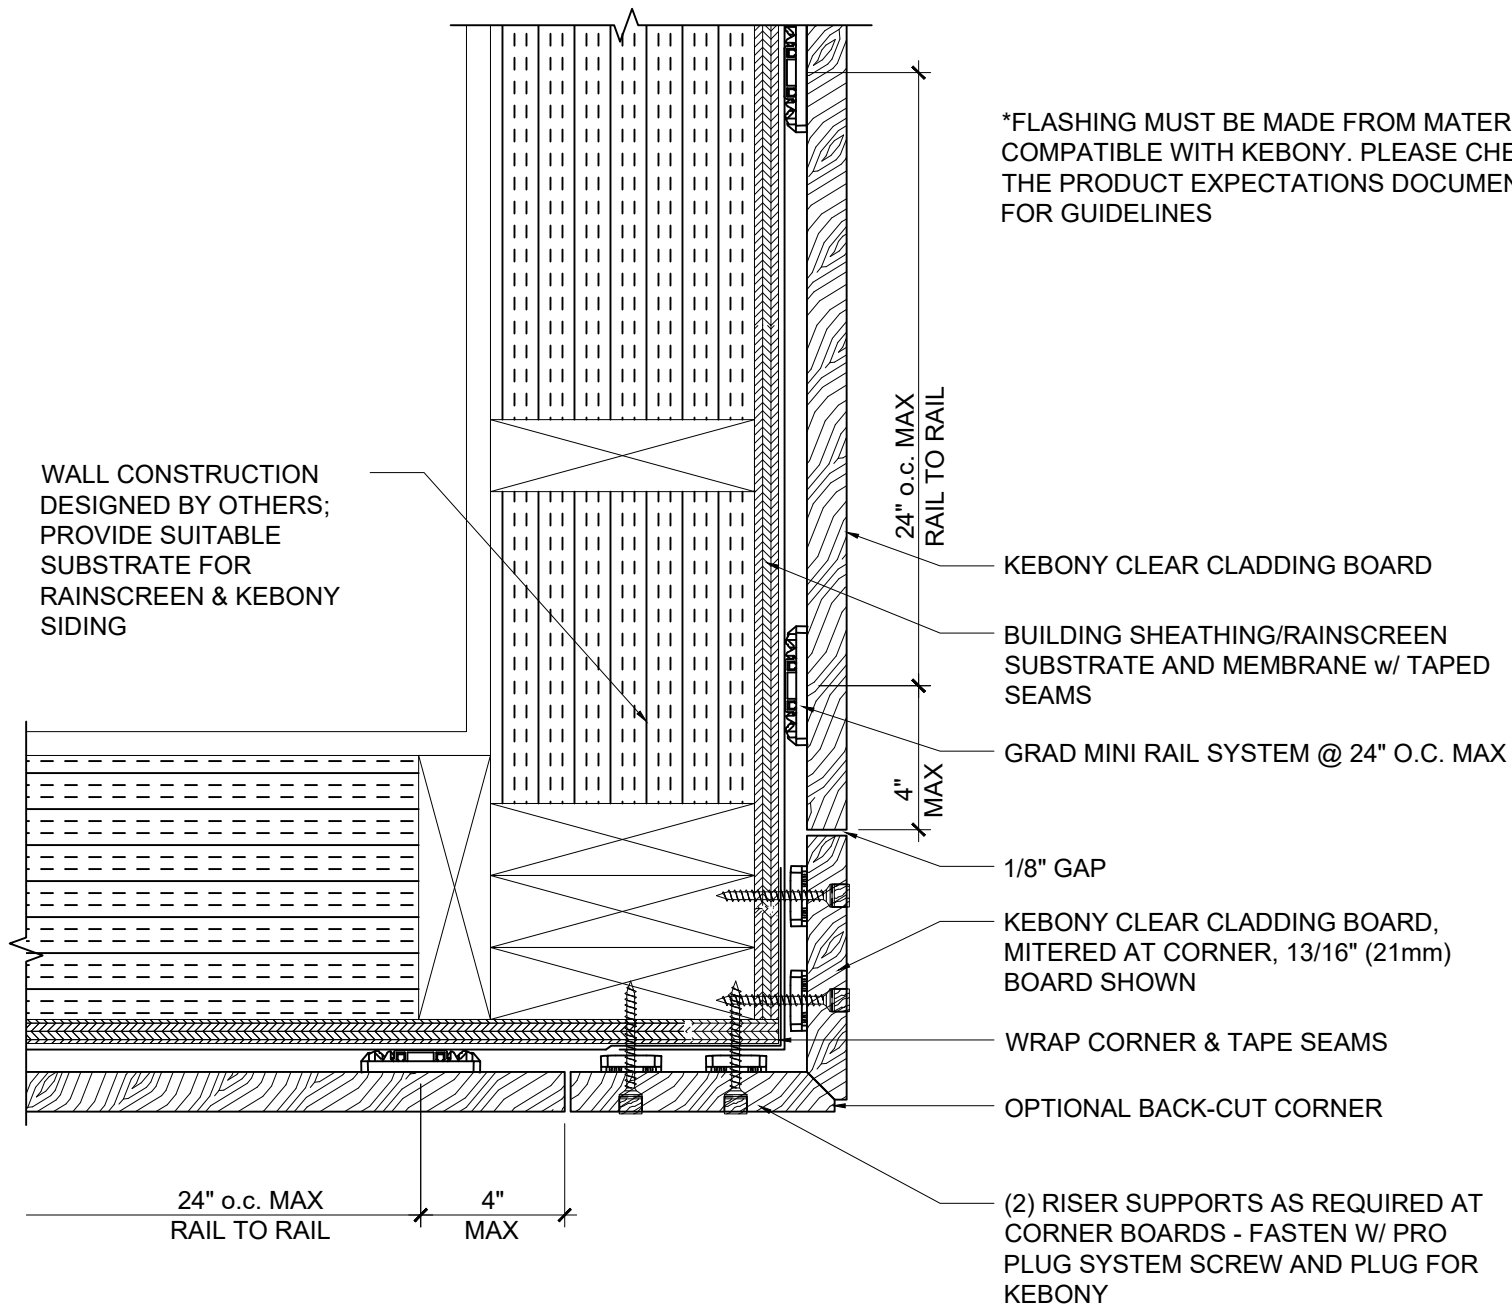 *FLASHING MUST BE MADE FROM MATER
COMPATIBLE WITH KEBONY. PLEASE CHE
THE PRODUCT EXPECTATIONS DOCUMEN
FOR GUIDELINES
WALL CONSTRUCTION
DESIGNED BY OTHERS;
PROVIDE SUITABLE
SUBSTRATE FOR
RAINSCREEN & KEBONY
SIDING
24" o.c. MAX
RAIL TO RAIL
KEBONY CLEAR CLADDING BOARD
BUILDING SHEATHING/RAINSCREEN
SUBSTRATE AND MEMBRANE w/ TAPED
SEAMS
GRAD MINI RAIL SYSTEM @ 24" O.C. MAX
4"
MAX
1/8" GAP
KEBONY CLEAR CLADDING BOARD,
MITERED AT CORNER, 13/16" (21mm)
BOARD SHOWN
WRAP CORNER & TAPE SEAMS
OPTIONAL BACK-CUT CORNER
24" o.c. MAX
RAIL TO RAIL
4"
MAX
(2) RISER SUPPORTS AS REQUIRED AT
CORNER BOARDS - FASTEN W/ PRO
PLUG SYSTEM SCREW AND PLUG FOR
KEBONY